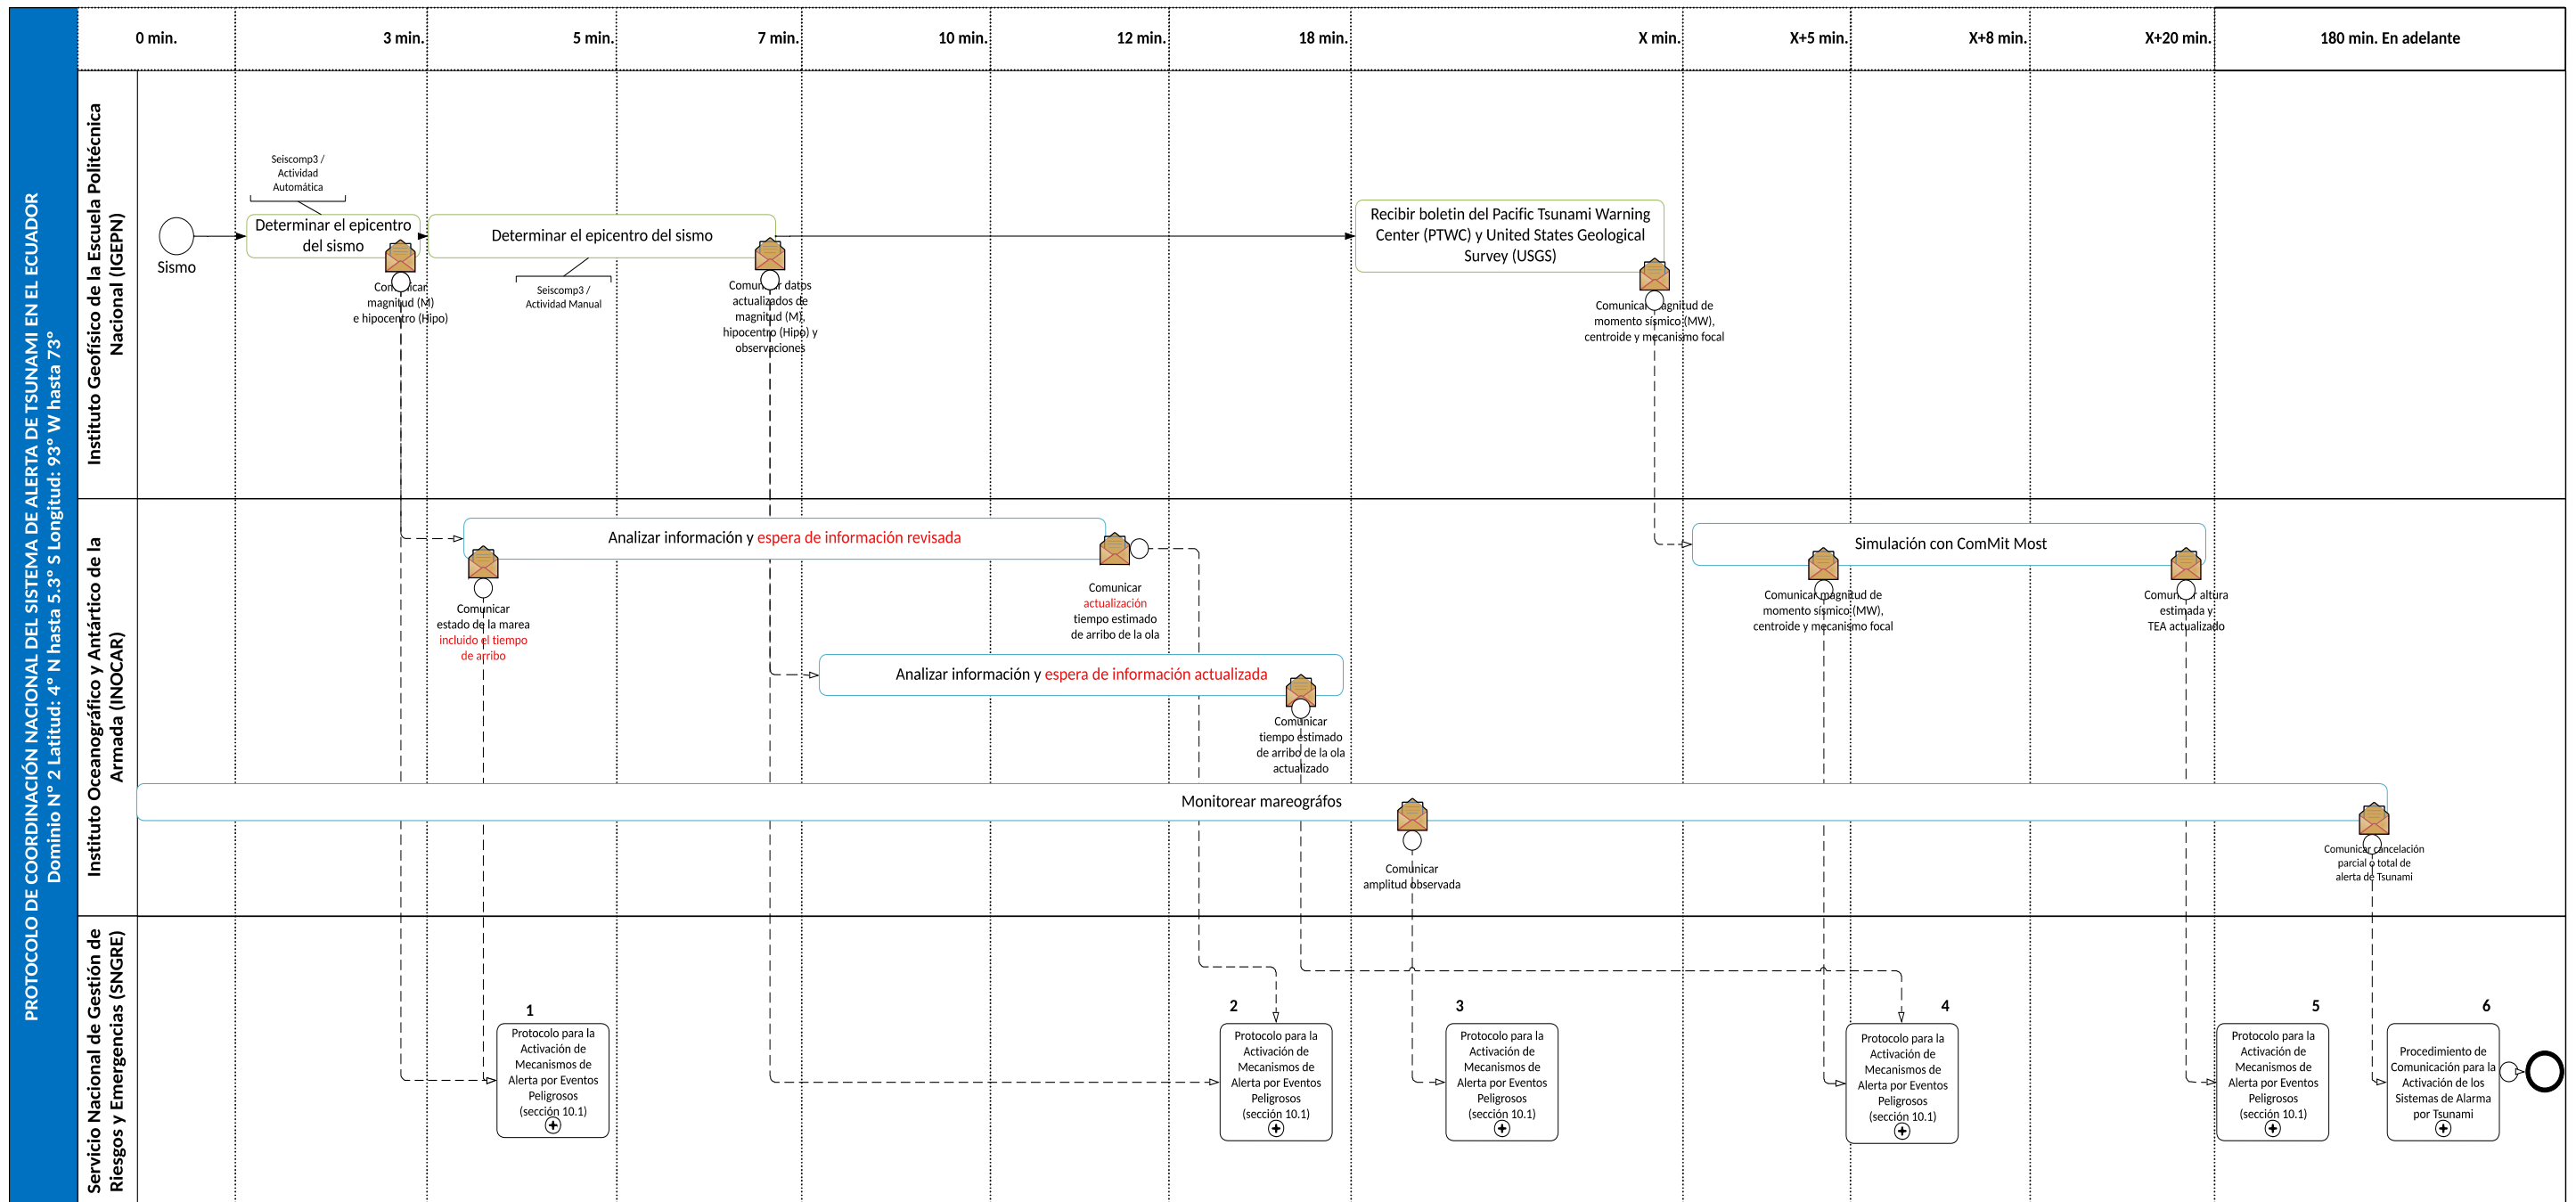 PROTOCOLO DE COORDINACIÓN NACIONAL DEL SISTEMA DE ALERTA DE TSUNAMI EN EL ECUADOR
Dominio N° 2 Latitud: 4° N hasta 5.3° S Longitud: 93° W hasta 73°
0 min.
3 min.
5 min.
7 min.
10 min.
12 min.
18 min.
X min.
X+5 min.
X+8 min.
X+20 min.
180 min. En adelante
Instituto Geofísico de la Escuela Politécnica
Nacional (IGEPN)
Sismo
Seiscomp3 /
Actividad
Automática
Determinar el epicentro
del sismo
Comunicar
magnitud (M)
e hipocentro (Hipo)
Determinar el epicentro del sismo
Seiscomp3 /
Actividad Manual
Comunicar datos
actualizados de
magnitud (M),
hipocentro (Hipo) y
observaciones
Recibir boletin del Pacific Tsunami Warning
Center (PTWC) y United States Geological
Survey (USGS)
Comunicar magnitud de
momento sísmico (MW),
centroide y mecanismo focal
Instituto Oceanográfico y Antártico de la
Armada (INOCAR)
Analizar información y espera de información revisada
Comunicar
estado de la marea
incluido el tiempo
de arribo
Comunicar
actualización
tiempo estimado
de arribo de la ola
Analizar información y espera de información actualizada
Comunicar
tiempo estimado
de arribo de la ola
actualizado
Simulación con ComMit Most
Comunicar magnitud de
momento sísmico (MW),
centroide y mecanismo focal
Comunicar altura
estimada y
TEA actualizado
Monitorear mareográfos
Comunicar
amplitud observada
Comunicar cancelación
parcial o total de
alerta de Tsunami
Servicio Nacional de Gestión de
Riesgos y Emergencias (SNGRE)
1
Protocolo para la
Activación de
Mecanismos de
Alerta por Eventos
Peligrosos
(sección 10.1)
2
Protocolo para la
Activación de
Mecanismos de
Alerta por Eventos
Peligrosos
(sección 10.1)
3
Protocolo para la
Activación de
Mecanismos de
Alerta por Eventos
Peligrosos
(sección 10.1)
4
Protocolo para la
Activación de
Mecanismos de
Alerta por Eventos
Peligrosos
(sección 10.1)
5
Protocolo para la
Activación de
Mecanismos de
Alerta por Eventos
Peligrosos
(sección 10.1)
6
Procedimiento de
Comunicación para la
Activación de los
Sistemas de Alarma
por Tsunami